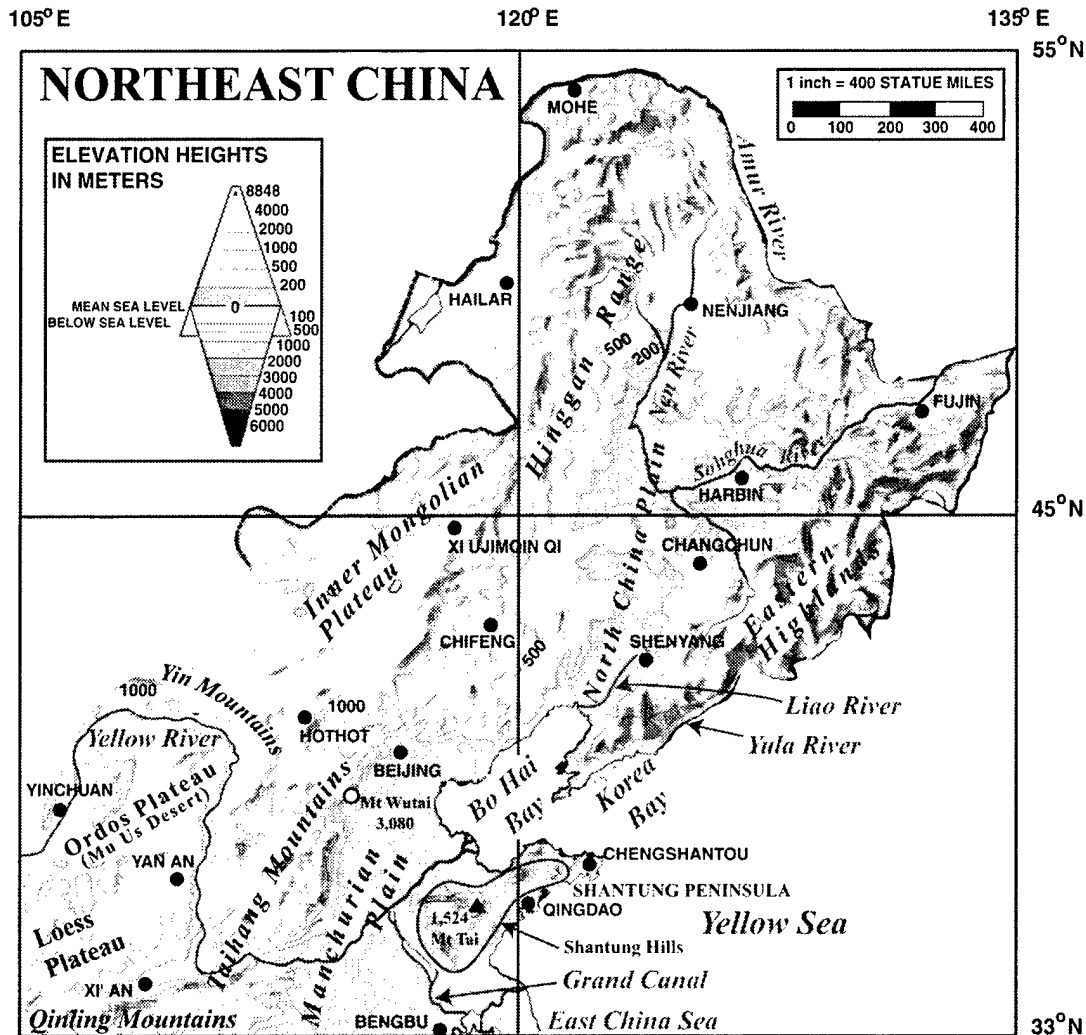 105° E
120° E
135° E
55°N
NORTHEAST CHINA
1 inch = 400 STATUE MILES
0 100 200 300 400
ELEVATION HEIGHTS
IN METERS
8848
4000
2000
1000
500
200
MEAN SEA LEVEL
0
BELOW SEA LEVEL
100
500
1000
2000
3000
4000
5000
6000
MOHE
Amur River
HAILAR
NENJIANG
Hinggan Range
500
200
Nen River
FUJIN
Songhua River
HARBIN
45°N
Inner Mongolian
Plateau
XI UJIMQIN QI
CHANGCHUN
North China Plain
Eastern
Highlands
CHIFENG
500
SHENYANG
Liao River
Yula River
1000
Yin Mountains
1000
HOTHOT
Yellow River
BEIJING
YINCHUAN
Ordos Plateau
(Mu Us Desert)
Mt Wutai
3,080
Bo Hai
Bay
Korea
Bay
YAN AN
Taihang Mountains
Manchurian
Plain
CHENGSHANTOU
SHANTUNG PENINSULA
QINGDAO
1,524
Mt Tai
Yellow Sea
Loess
Plateau
Shantung Hills
XI' AN
Grand Canal
Qinling Mountains
BENGBU
East China Sea
33°N